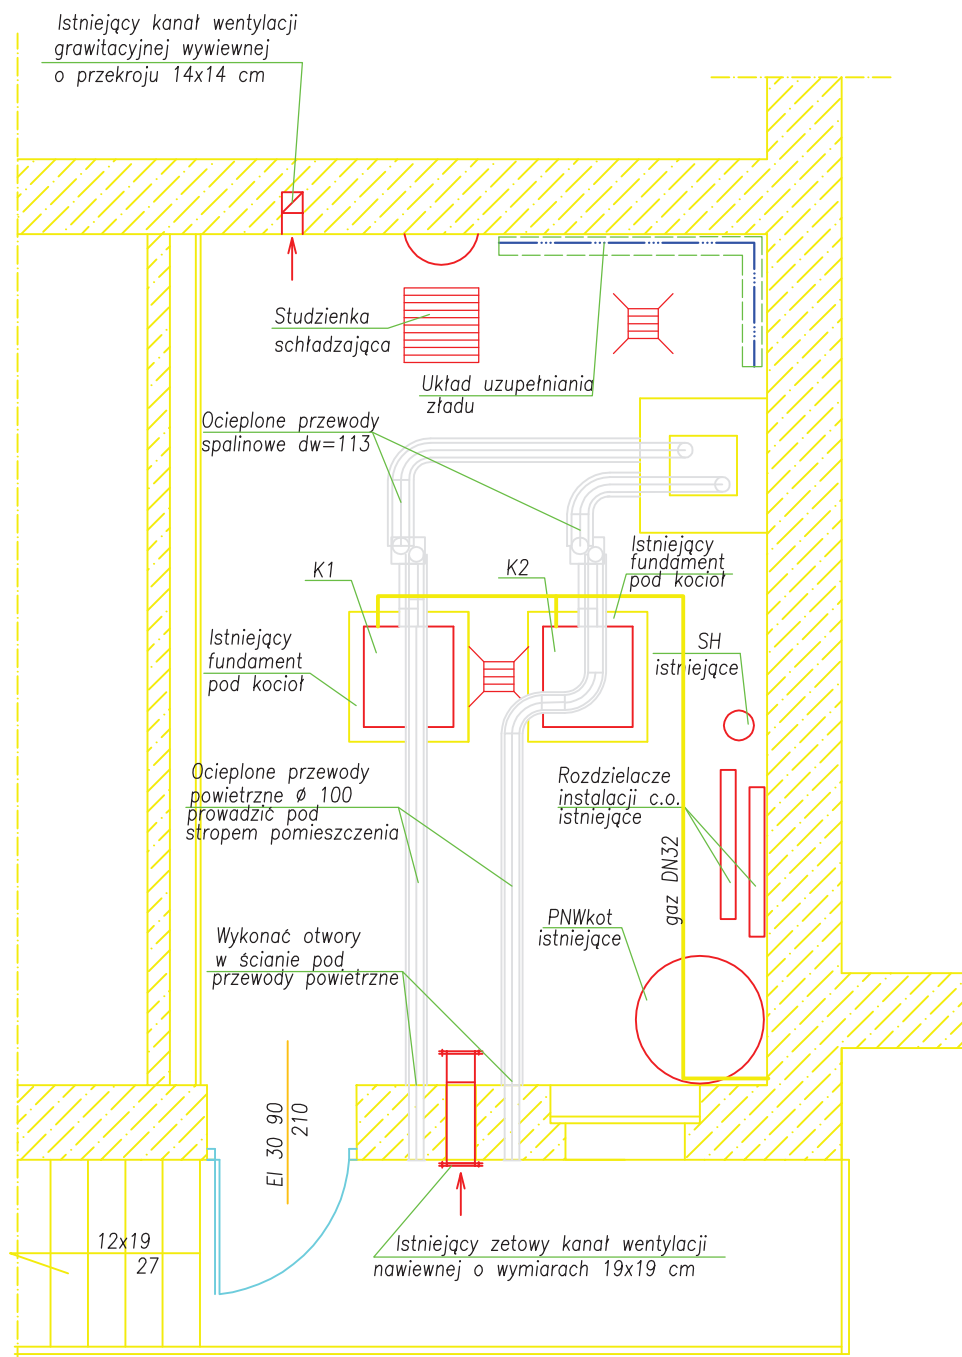 Istniejący kanał wentylacji
grawitacyjnej wywiewnej
o przekroju 14x14 cm
Studzienka
schładzająca
Układ uzupełniania
zładu
Ocieplone przewody
spalinowe dw=113
K1
K2
Istniejący
fundament
pod kocioł
Istniejący
fundament
pod kocioł
SH
istniejące
Ocieplone przewody
powietrzne ø 100
prowadzić pod
stropem pomieszczenia
Rozdzielacze
instalacji c.o.
istniejące
gaz DN32
PNWkot
istniejące
Wykonać otwory
w ścianie pod
przewody powietrzne
EI 30 90
210
12x19
27
Istniejący zetowy kanał wentylacji
nawiewnej o wymiarach 19x19 cm